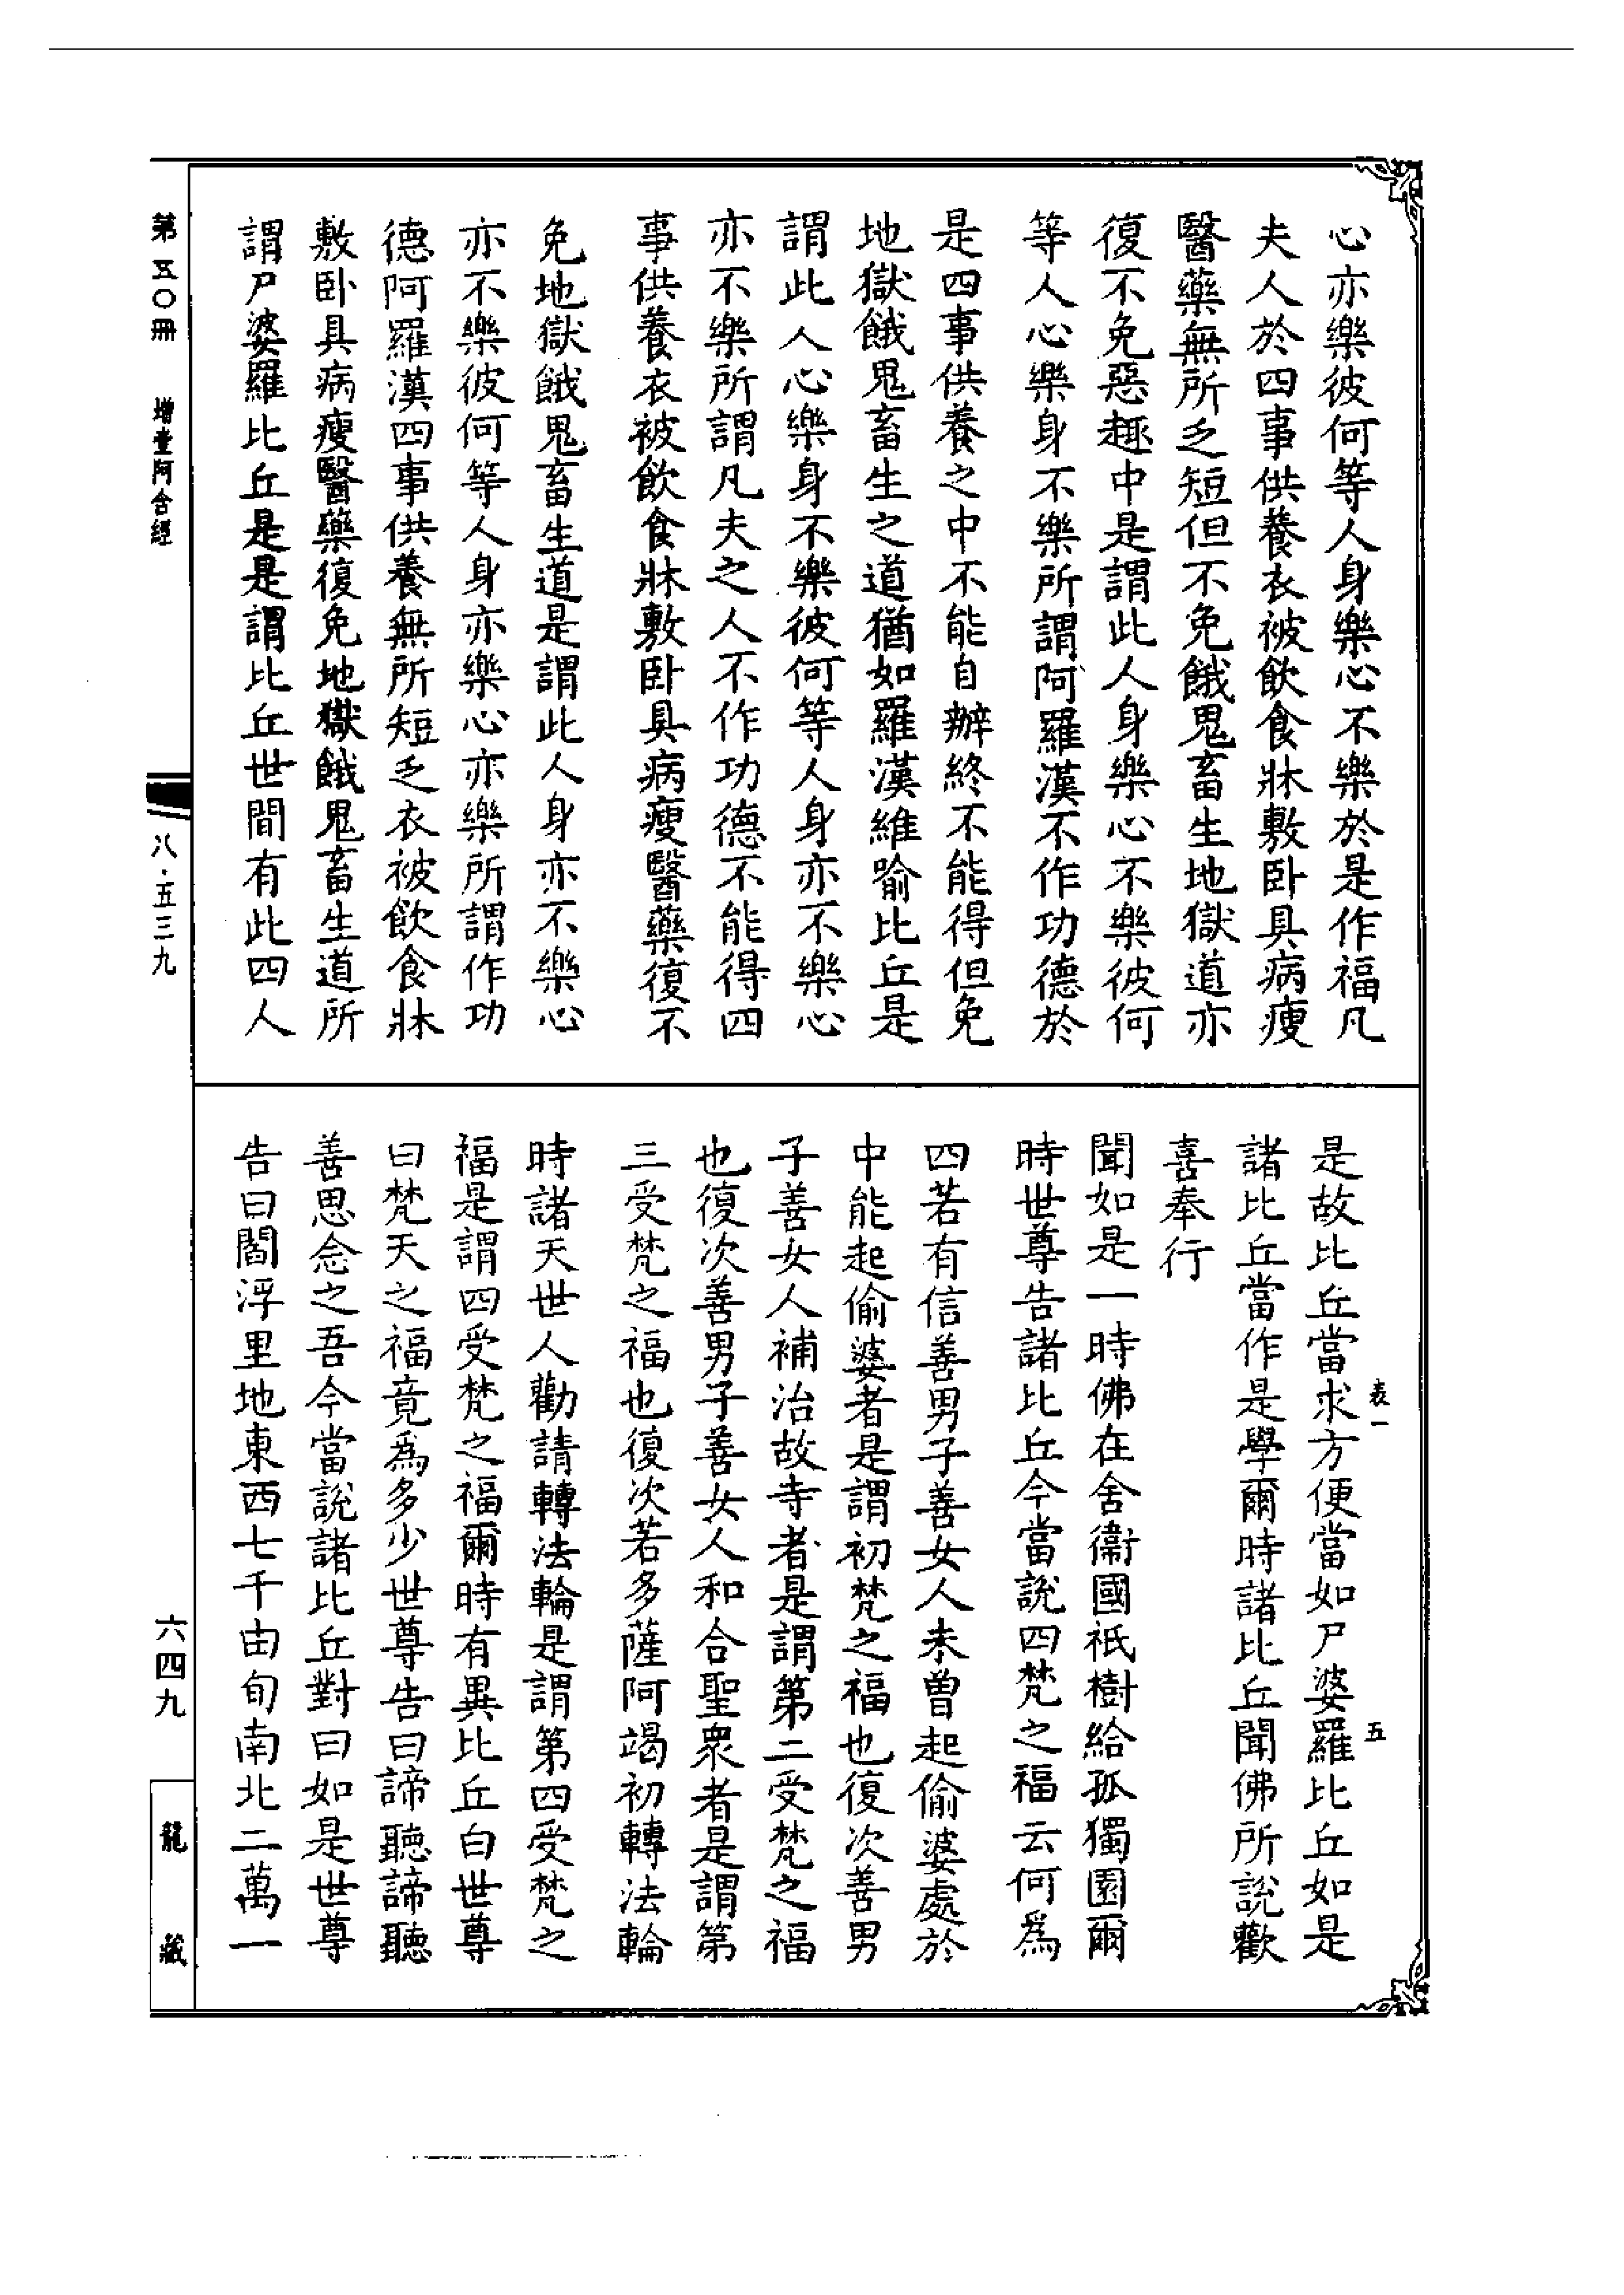 心亦樂彼何等人身樂心不樂於是作福凡
夫人於四事供養衣被飲食牀敷卧具病瘦
醫藥無所乏短但不免餓鬼畜生地獄道亦
復不免惡趣中是謂此人身樂心不樂彼何
等人心樂身不樂所謂阿羅漢不作功德於
是四事供養之中不能自辦終不能得但免
地獄餓鬼畜生之道猶如羅漢維喻比丘是
謂此人心樂身不樂彼何等人身亦不樂心
亦不樂所謂凡夫之人不作功德不能得四
事供養衣被飲食牀敷卧具病瘦醫藥復不
免地獄餓鬼畜生道是謂此人身亦不樂心
亦不樂彼何等人身亦樂心亦樂所謂作功
德阿羅漢四事供養無所短乏衣被飲食牀
敷卧具病瘦醫藥復免地獄餓鬼畜生道所
謂尸婆羅比丘是是謂比丘世間有此四人
是故比丘當求方便當如尸婆羅比丘如是
諸比丘當作是學爾時諸比丘聞佛所說歡
喜奉行
聞如是一時佛在舍衞國祇樹給孤獨園爾
時世尊告諸比丘今當說四梵之福云何爲
四若有信善男子善女人未曾起偷婆處於
中能起偷婆者是謂初梵之福也復次善男
子善女人補治故寺者是謂第二受梵之福
也復次善男子善女人和合聖衆者是謂第
三受梵之福也復次若多薩阿竭初轉法輪
時諸天世人勸請轉法輪是謂第四受梵之
福是謂四受梵之福爾時有異比丘白世尊
曰梵天之福竟爲多少世尊告曰諦聽諦聽
善思念之吾今當說諸比丘對曰如是世尊
告曰閻浮里地東西七千由旬南北二萬一
表一
五
第五〇冊
增壹阿含經
八·五三九
六四九
龍藏